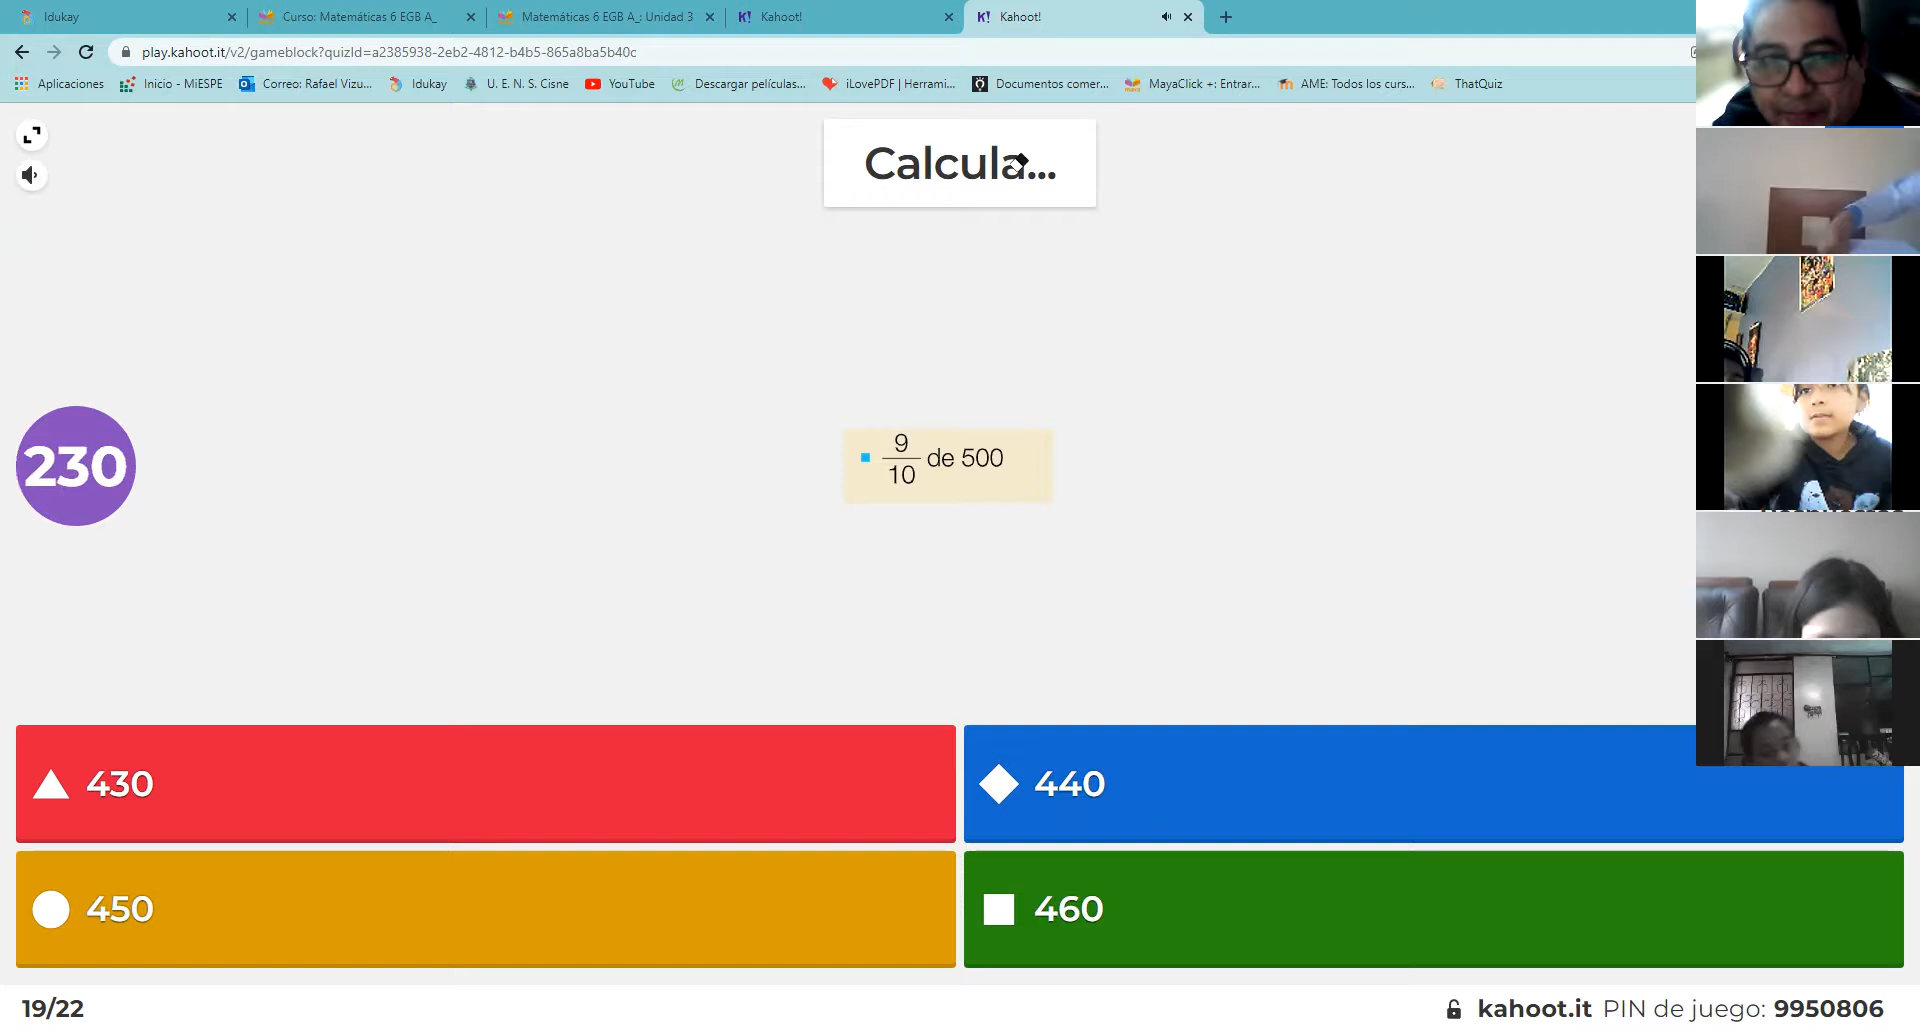 Idukay
Curso: Matemáticas 6 EGB A_
Matemáticas 6 EGB A_: Unidad 3
K! Kahoot!
K! Kahoot!
play.kahoot.it/v2/gameblock?quizId=a2385938-2eb2-4812-b4b5-865a8ba5b40c
Aplicaciones
Inicio - MiESPE
Correo: Rafael Vizu...
Idukay
U. E. N. S. Cisne
YouTube
Descargar películas...
iLovePDF | Herrami...
Documentos comer...
MayaClick +: Entrar...
AME: Todos los curs...
ThatQuiz
Calcula...
230
9/10 de 500
430
440
450
460
19/22
kahoot.it PIN de juego: 9950806